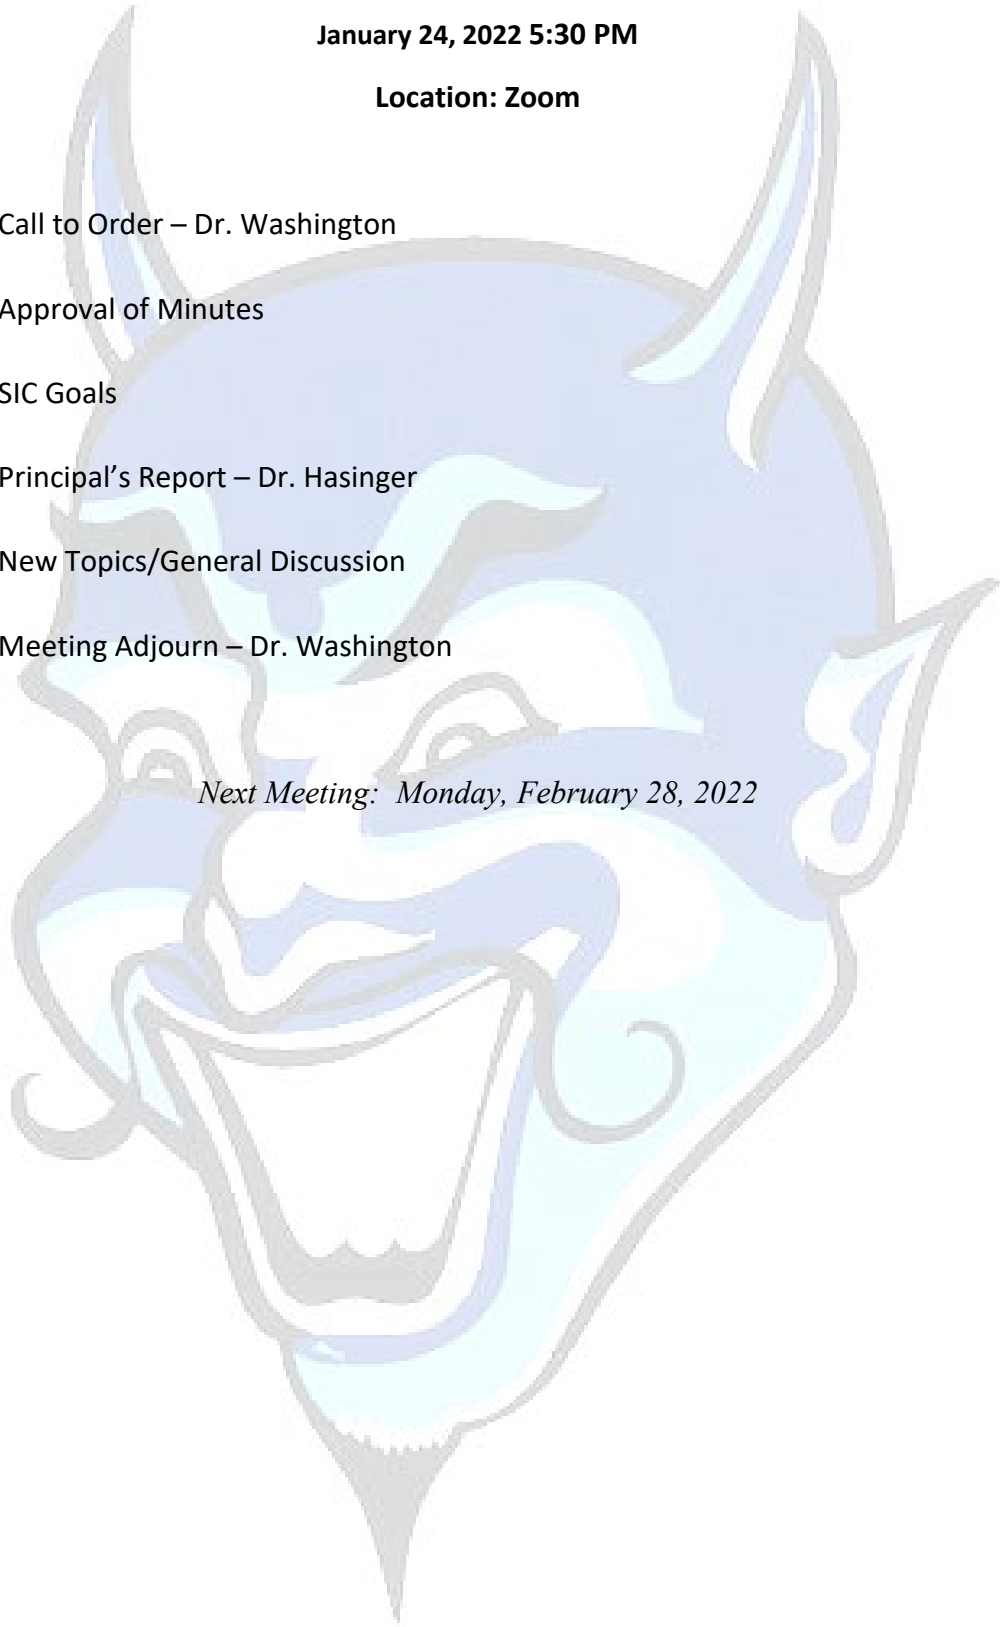 January 24, 2022 5:30 PM
Location: Zoom
Call to Order – Dr. Washington
Approval of Minutes
SIC Goals
Principal’s Report – Dr. Hasinger
New Topics/General Discussion
Meeting Adjourn – Dr. Washington
Next Meeting:  Monday, February 28, 2022